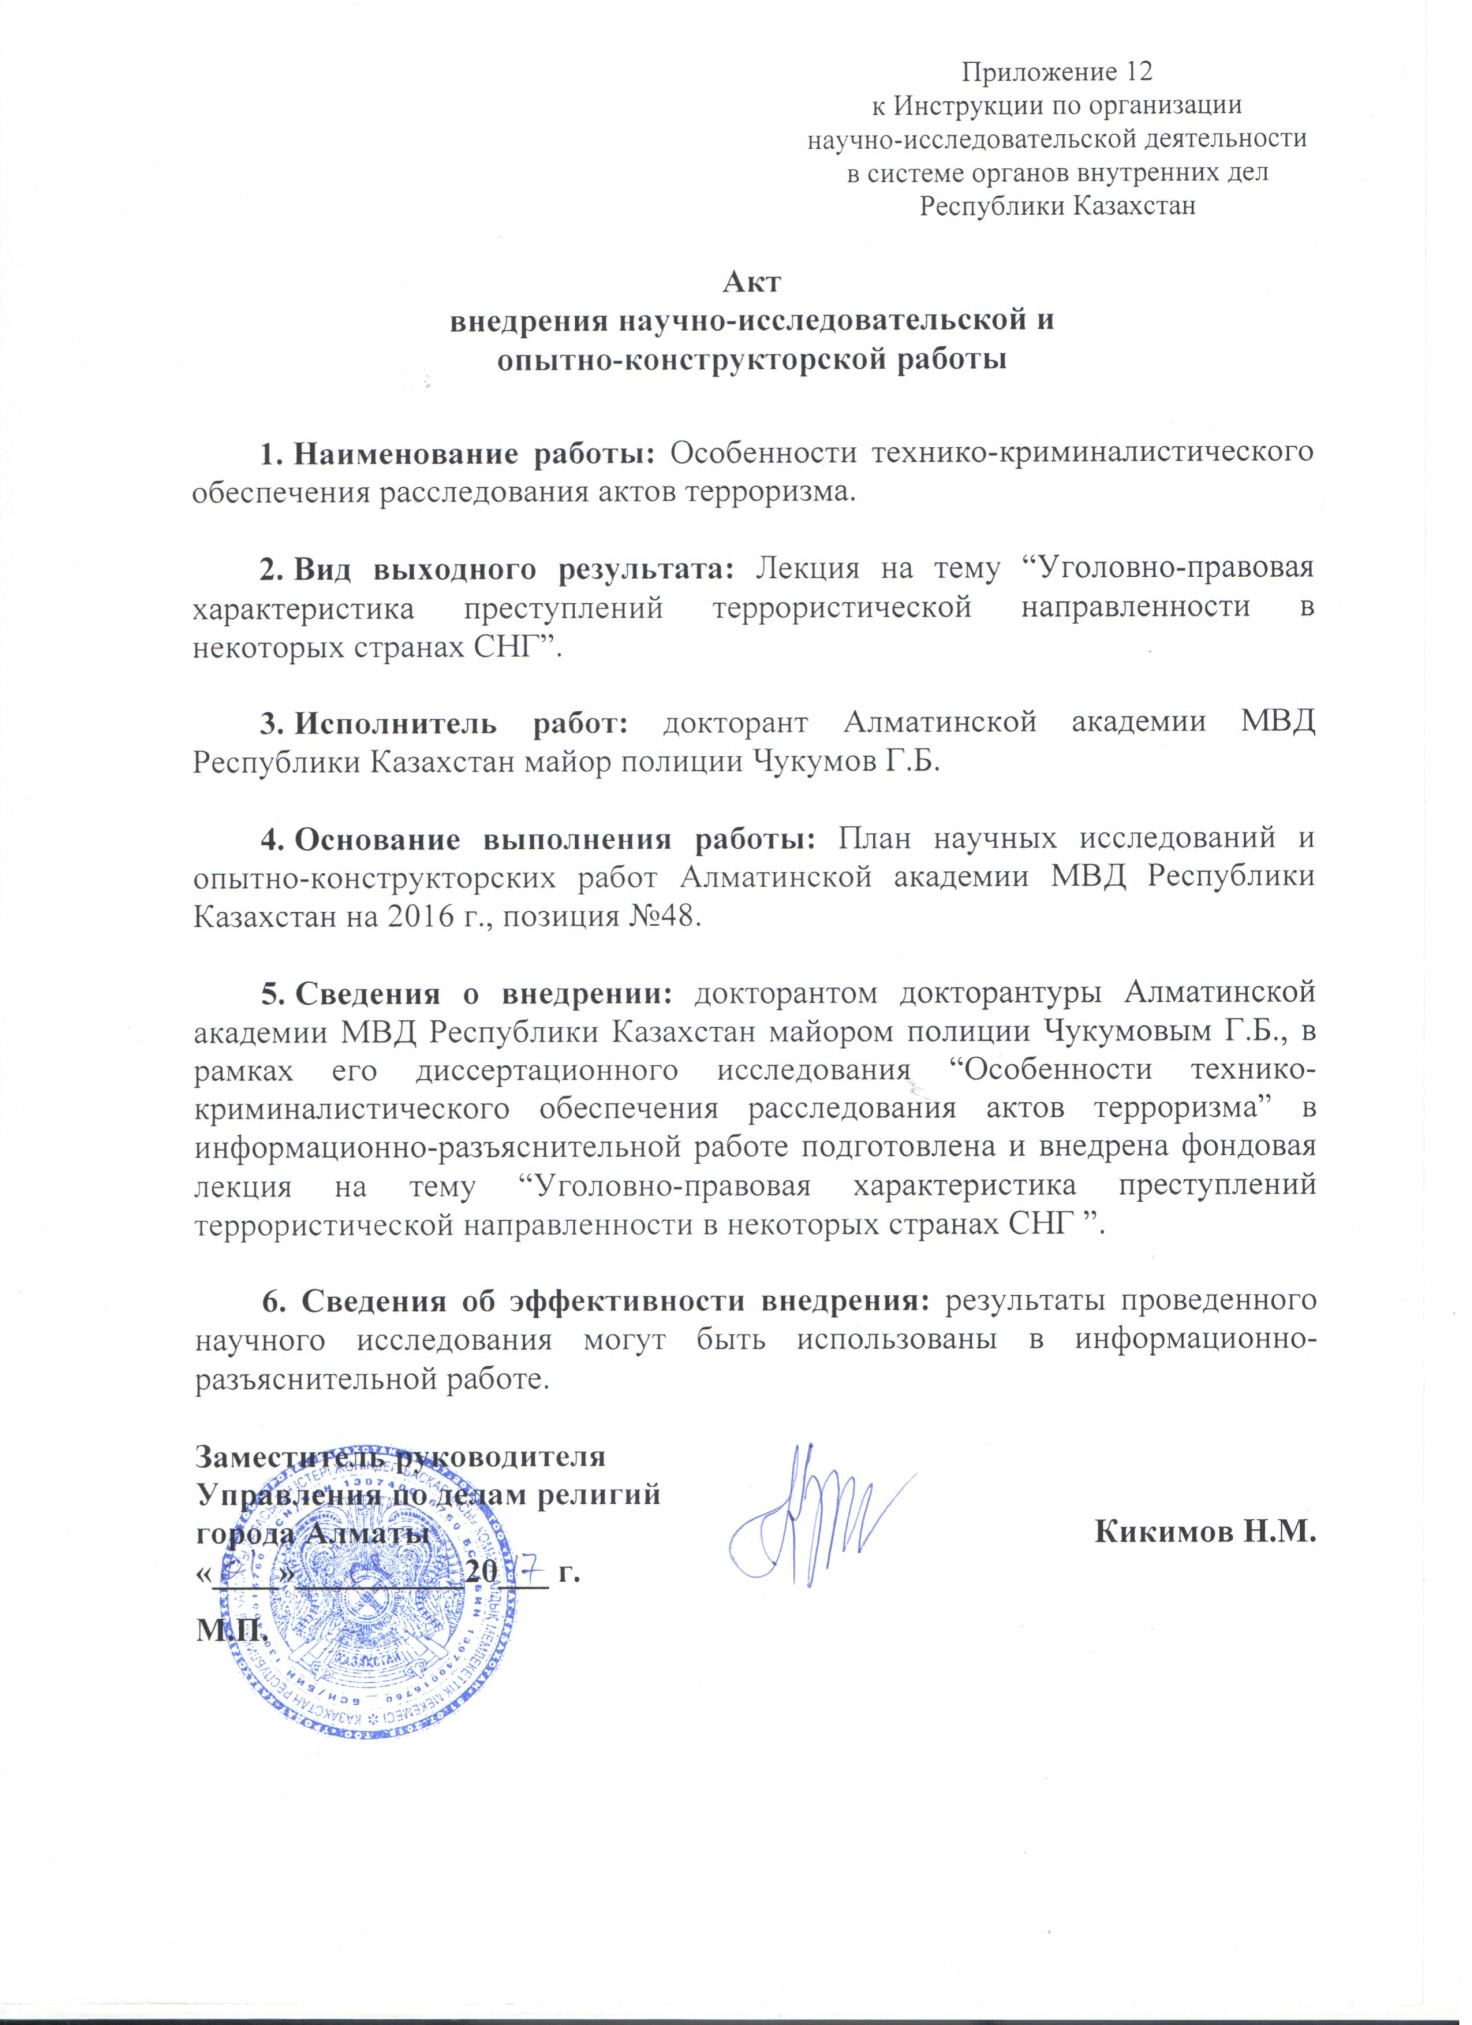 Приложение 12
к Инструкции по организации
научно-исследовательской деятельности
в системе органов внутренних дел
Республики Казахстан
Акт
внедрения научно-исследовательской и
опытно-конструкторской работы
1. Наименование работы: Особенности технико-криминалистического
обеспечения расследования актов терроризма.
2. Вид выходного результата: Лекция на тему “Уголовно-правовая
характеристика преступлений террористической направленности в
некоторых странах СНГ”.
3. Исполнитель работ: докторант Алматинской академии МВД
Республики Казахстан майор полиции Чукумов Г.Б.
4. Основание выполнения работы: План научных исследований и
опытно-конструкторских работ Алматинской академии МВД Республики
Казахстан на 2016 г., позиция №48.
5. Сведения о внедрении: докторантом докторантуры Алматинской
академии МВД Республики Казахстан майором полиции Чукумовым Г.Б., в
рамках его диссертационного исследования “Особенности технико-
криминалистического обеспечения расследования актов терроризма” в
информационно-разъяснительной работе подготовлена и внедрена фондовая
лекция на тему “Уголовно-правовая характеристика преступлений
террористической направленности в некоторых странах СНГ ”.
6. Сведения об эффективности внедрения: результаты проведенного
научного исследования могут быть использованы в информационно-
разъяснительной работе.
Заместитель руководителя
Управления по делам религий
города Алматы Кикимов Н.М.
«____»__________2017 г.
М.П.
ҚАЗАҚСТАН
БСН/БИН 130740016760